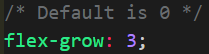 /* Default is 0 */
flex-grow: 3;